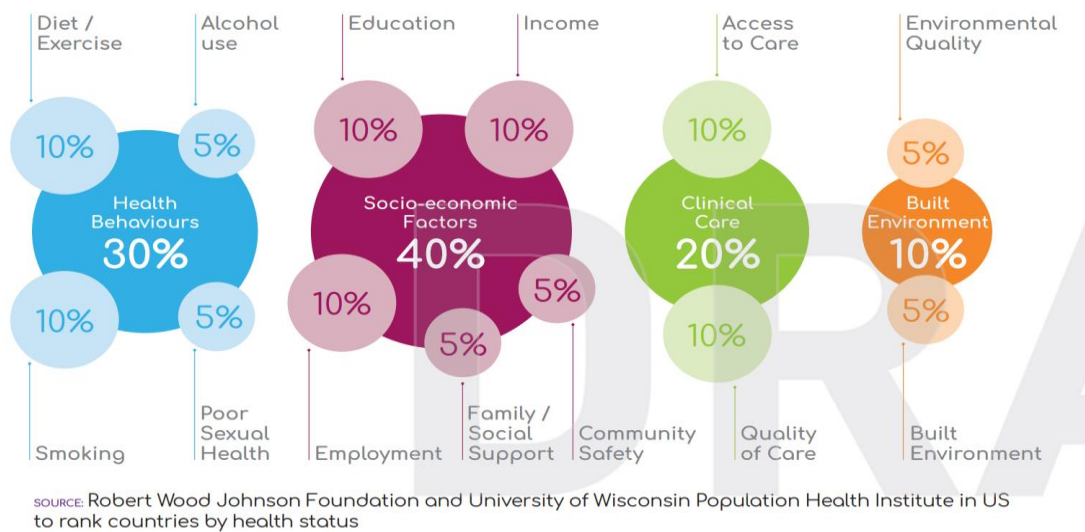 Diet /
Exercise
Alcohol
use
Education
Income
Access
to Care
Environmental
Quality
10%
5%
10%
10%
10%
5%
Health
Behaviours
30%
Socio-economic
Factors
40%
Clinical
Care
20%
Built
Environment
10%
10%
5%
10%
5%
5%
10%
5%
Smoking
Poor
Sexual
Health
Employment
Family /
Social
Support
Community
Safety
Quality
of Care
Built
Environment
DRA
SOURCE: Robert Wood Johnson Foundation and University of Wisconsin Population Health Institute in US
to rank countries by health status